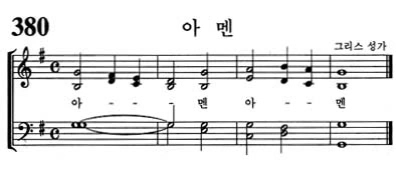 380 아 멘
그리스 성가
아 - - 멘 아 - - 멘